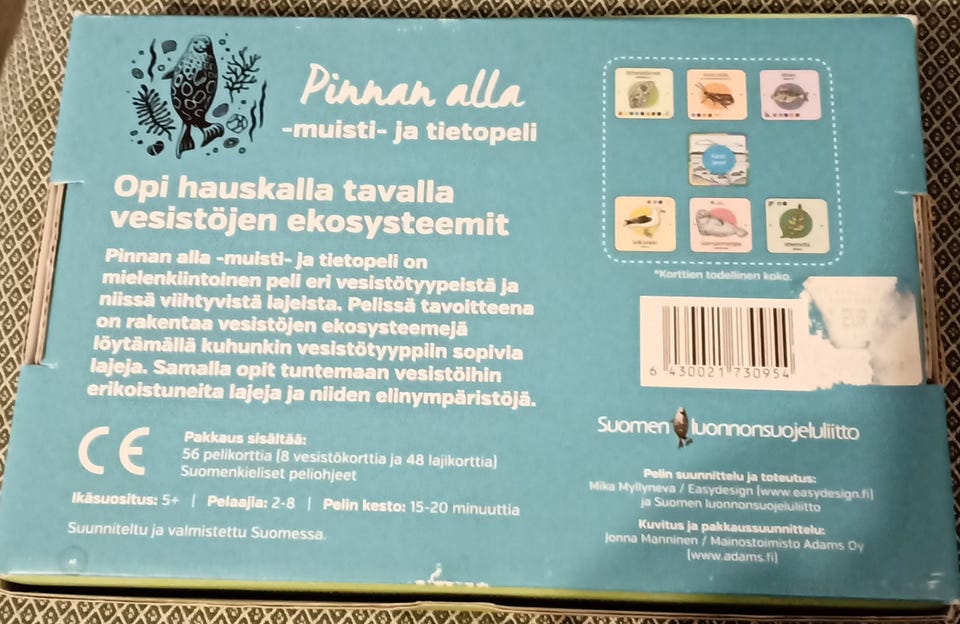 Pinnan alla
-muisti- ja tietopeli
Opi hauskalla tavalla
vesistöjen ekosysteemit
Pinnan alla -muisti- ja tietopeli on
mielenkiintoinen peli eri vesistötyypeistä ja
niissä viihtyvistä lajeista. Pelissä tavoitteena
on rakentaa vesistöjen ekosysteemejä
löytämällä kuhunkin vesistötyyppiin sopivia
lajeja. Samalla opit tuntemaan vesistöihin
erikoistuneita lajeja ja niiden elinympäristöjä.
CE
Pakkaus sisältää:
56 pelikorttia (8 vesistökorttia ja 48 lajikorttia)
Suomenkieliset peliohjeet
Ikäsuositus: 5+ | Pelaajia: 2-8 | Pelin kesto: 15-20 minuuttia
Suunniteltu ja valmistettu Suomessa.
*Korttien todellinen koko.
EUR
6 430021 730954
Suomen luonnonsuojeluliitto
Pelin suunnittelu ja toteutus:
Mika Myllyneva / Easydesign (www.easydesign.fi)
ja Suomen luonnonsuojeluliitto
Kuvitus ja pakkaussuunnittelu:
Jonna Manninen / Mainostoimisto Adams Oy
(www.adams.fi)